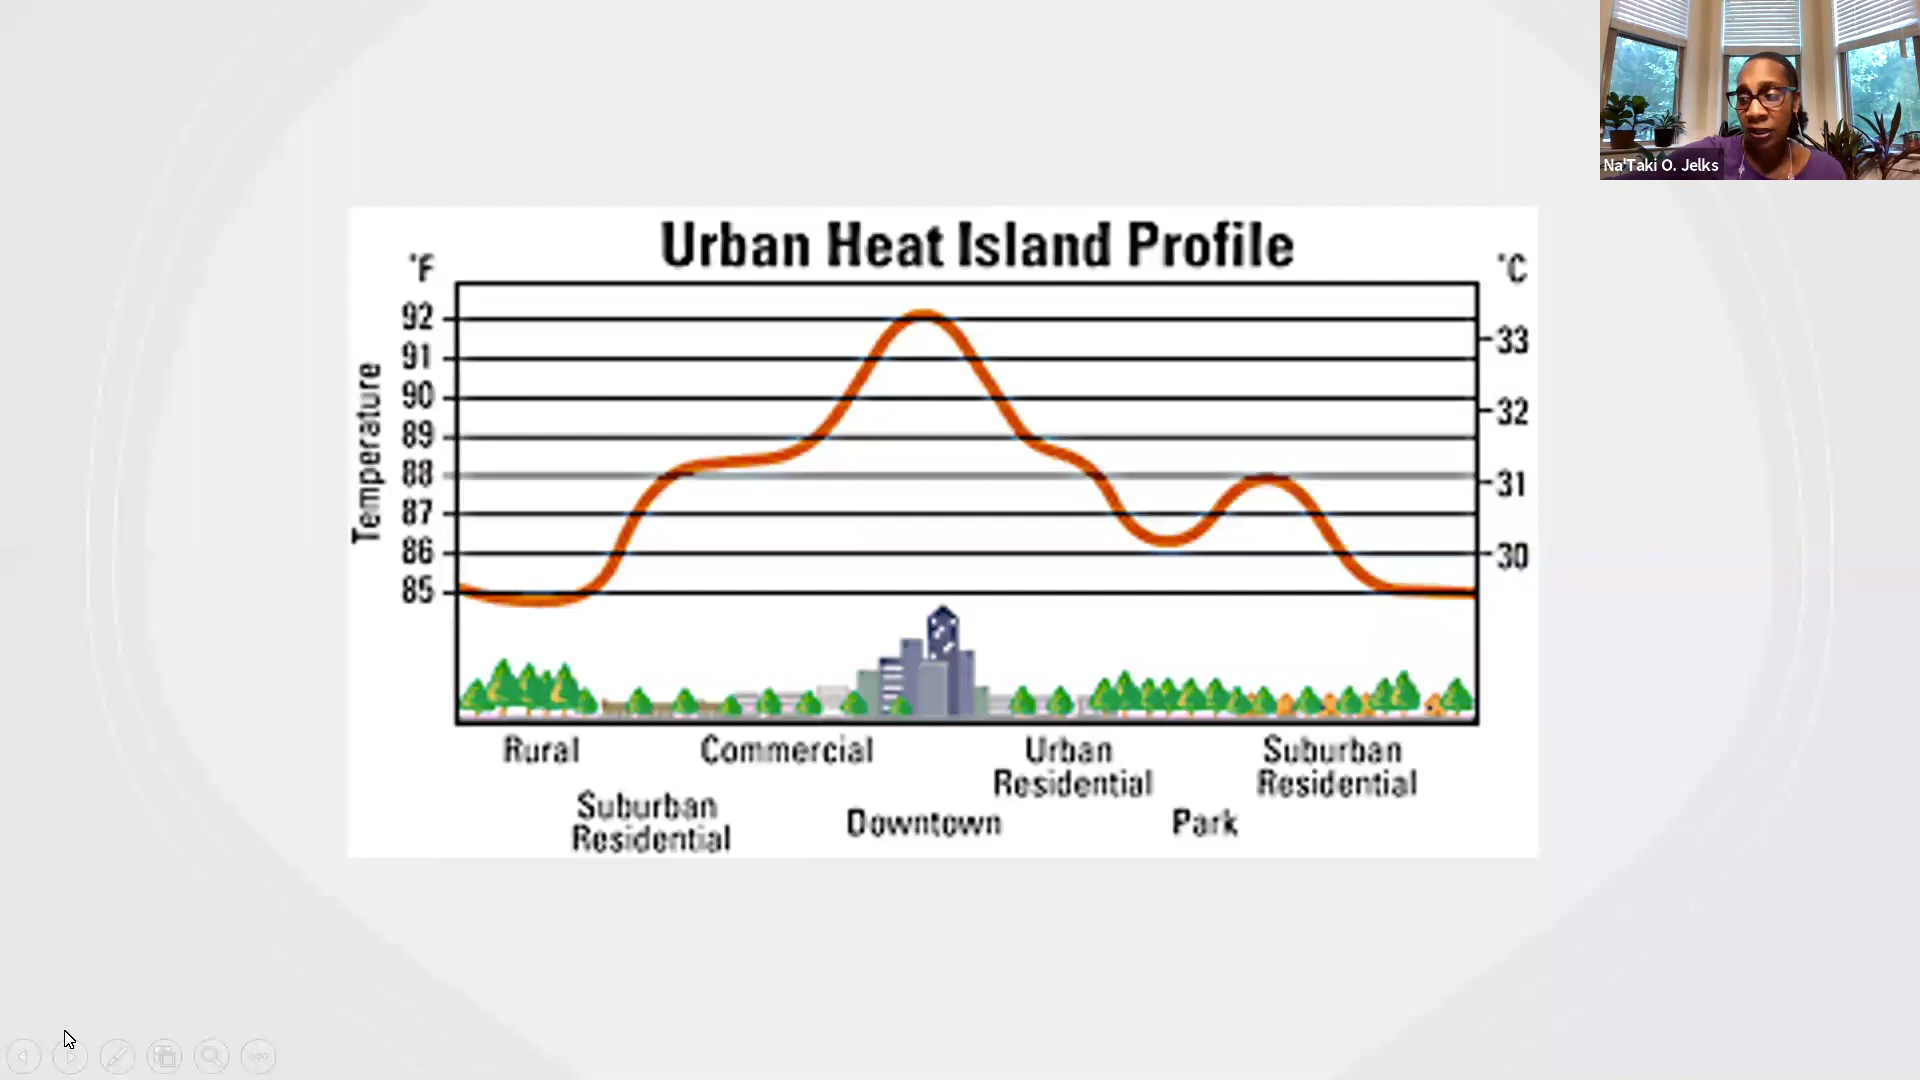 Na'Taki O. Jelks
Urban Heat Island Profile
°F
°C
92
91
90
89
88
87
86
85
Temperature
33
32
31
30
Rural
Suburban
Residential
Commercial
Downtown
Urban
Residential
Park
Suburban
Residential